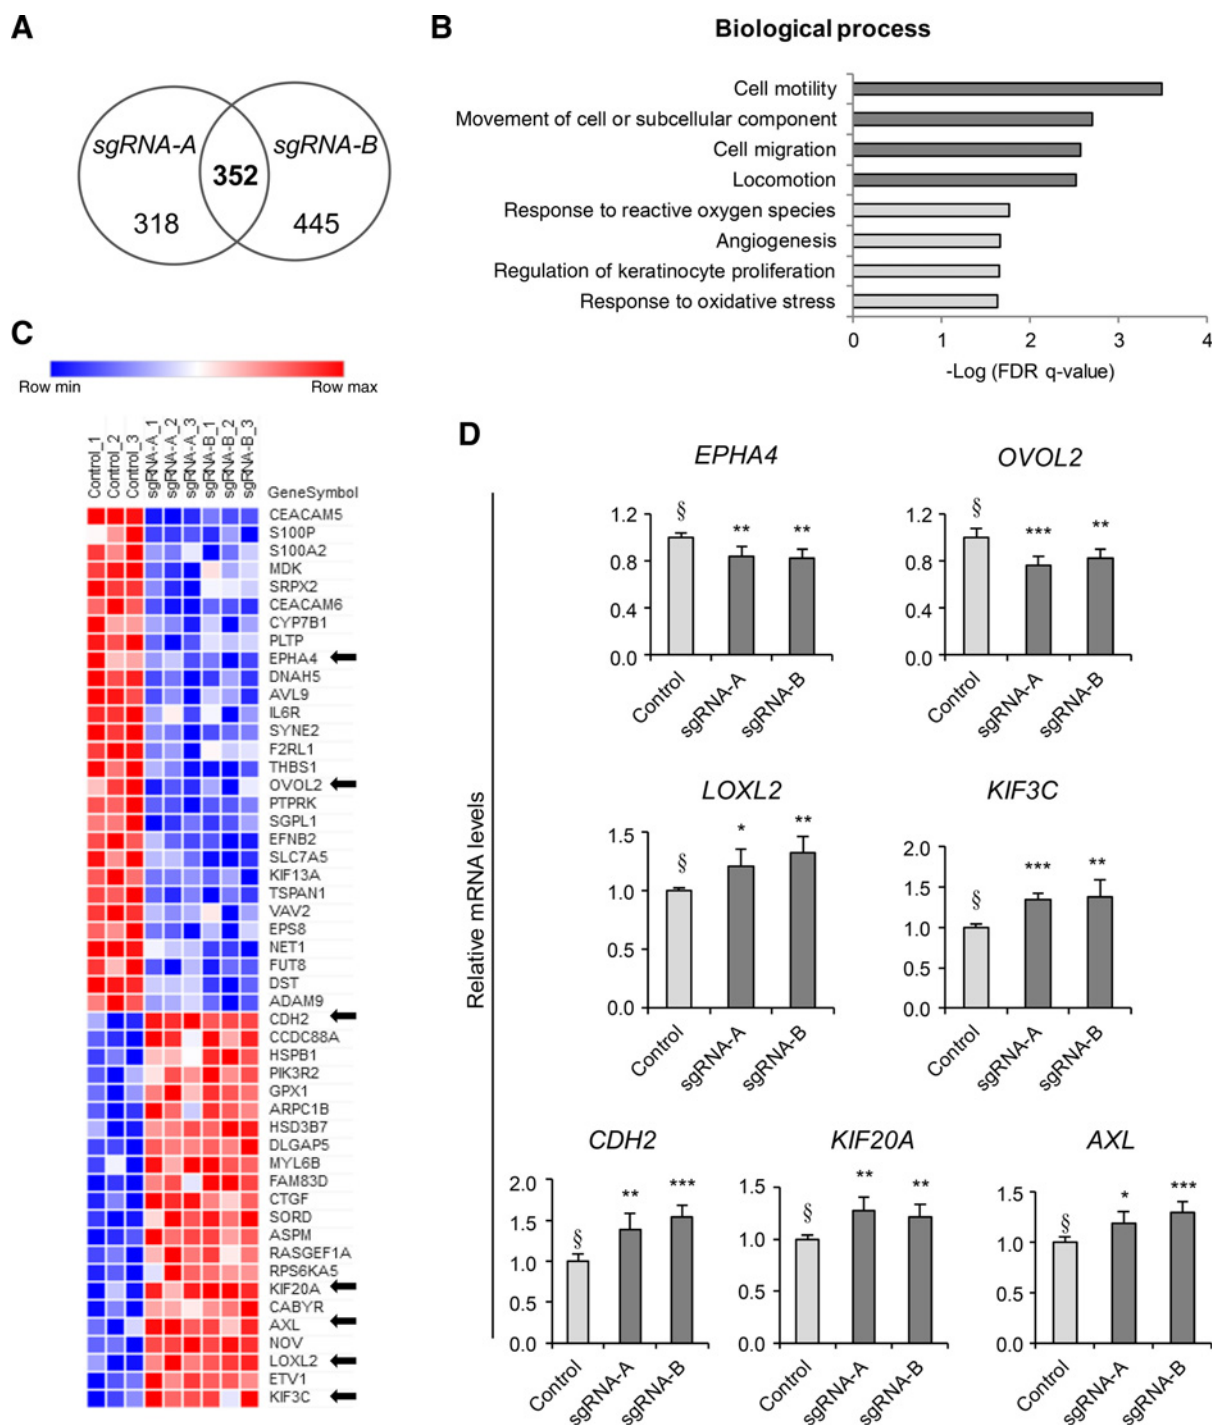 A
sgRNA-A
sgRNA-B
352
318
445
B
Biological process
Cell motility
Movement of cell or subcellular component
Cell migration
Locomotion
Response to reactive oxygen species
Angiogenesis
Regulation of keratinocyte proliferation
Response to oxidative stress
0 1 2 3 4
-Log (FDR q-value)
C
Row min Row max
Control_1
Control_2
Control_3
sgRNA-A_1
sgRNA-A_2
sgRNA-A_3
sgRNA-B_1
sgRNA-B_2
sgRNA-B_3
GeneSymbol
CEACAM5
S100P
S100A2
MDK
SRPX2
CEACAM6
CYP7B1
PLTP
EPHA4
DNAH5
AVL9
IL6R
SYNE2
F2RL1
THBS1
OVOL2
PTPRK
SGPL1
EFNB2
SLC7A5
KIF13A
TSPAN1
VAV2
EPS8
NET1
FUT8
DST
ADAM9
CDH2
CCDC88A
HSPB1
PIK3R2
GPX1
ARPC1B
HSD3B7
DLGAP5
MYL6B
FAM83D
CTGF
SORD
ASPM
RASGEF1A
RPS6KA5
KIF20A
CABYR
AXL
NOV
LOXL2
ETV1
KIF3C
D
Relative mRNA levels
EPHA4
1.2
0.8
0.4
0.0
§ ** **
Control
sgRNA-A
sgRNA-B
OVOL2
1.2
0.8
0.4
0.0
§ *** **
Control
sgRNA-A
sgRNA-B
LOXL2
1.5
1.0
0.5
0.0
§ * **
Control
sgRNA-A
sgRNA-B
KIF3C
2.0
1.5
1.0
0.5
0.0
§ *** **
Control
sgRNA-A
sgRNA-B
CDH2
2.0
1.5
1.0
0.5
0.0
§ ** ***
Control
sgRNA-A
sgRNA-B
KIF20A
1.5
1.0
0.5
0.0
§ ** **
Control
sgRNA-A
sgRNA-B
AXL
1.5
1.0
0.5
0.0
§ * ***
Control
sgRNA-A
sgRNA-B